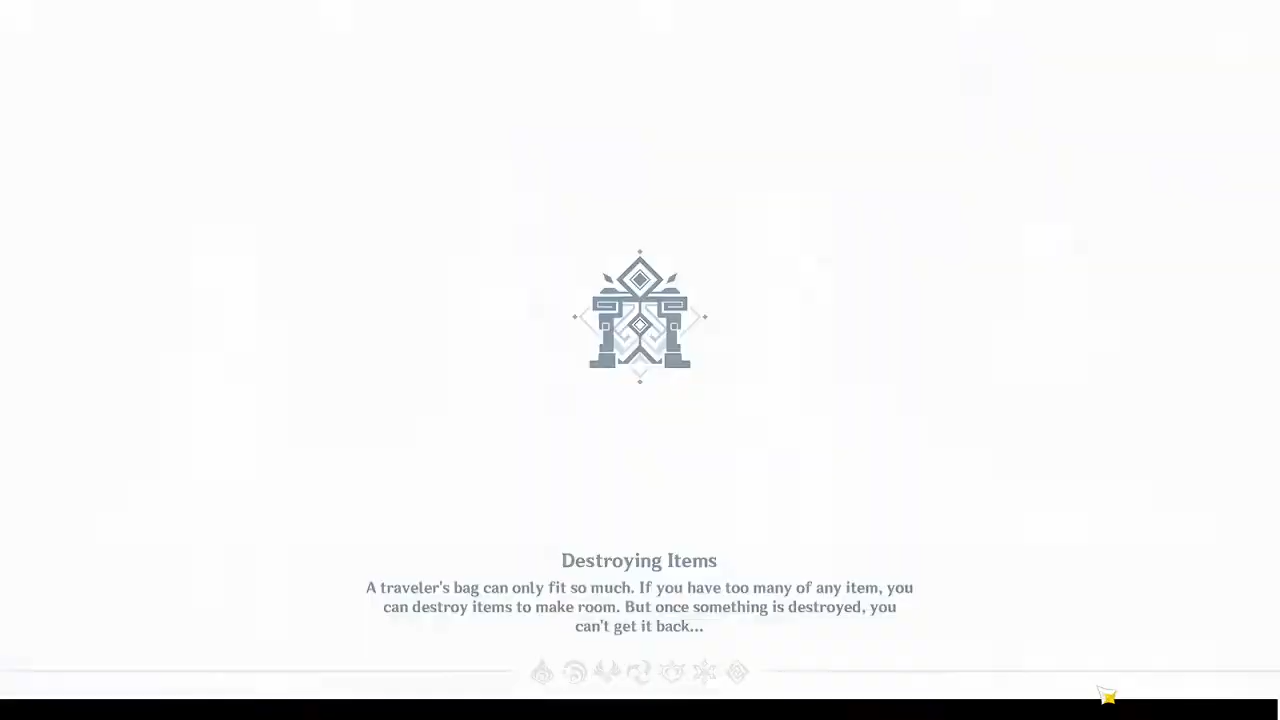 Destroying Items
A traveler's bag can only fit so much. If you have too many of any item, you
can destroy items to make room. But once something is destroyed, you
can't get it back...